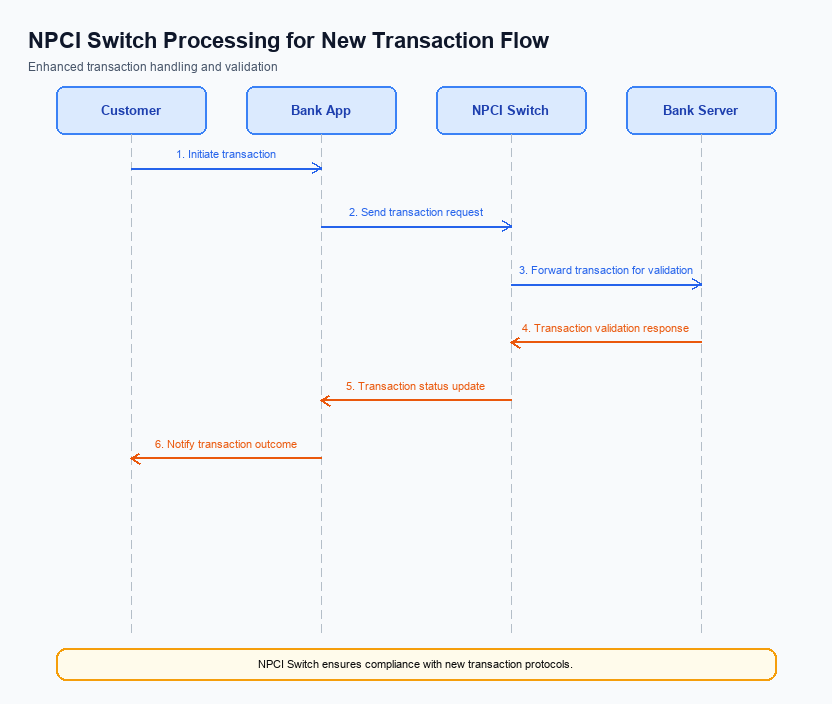 NPCI Switch Processing for New Transaction Flow
Enhanced transaction handling and validation
Customer
Bank App
NPCI Switch
Bank Server
1. Initiate transaction
2. Send transaction request
3. Forward transaction for validation
4. Transaction validation response
5. Transaction status update
6. Notify transaction outcome
NPCI Switch ensures compliance with new transaction protocols.